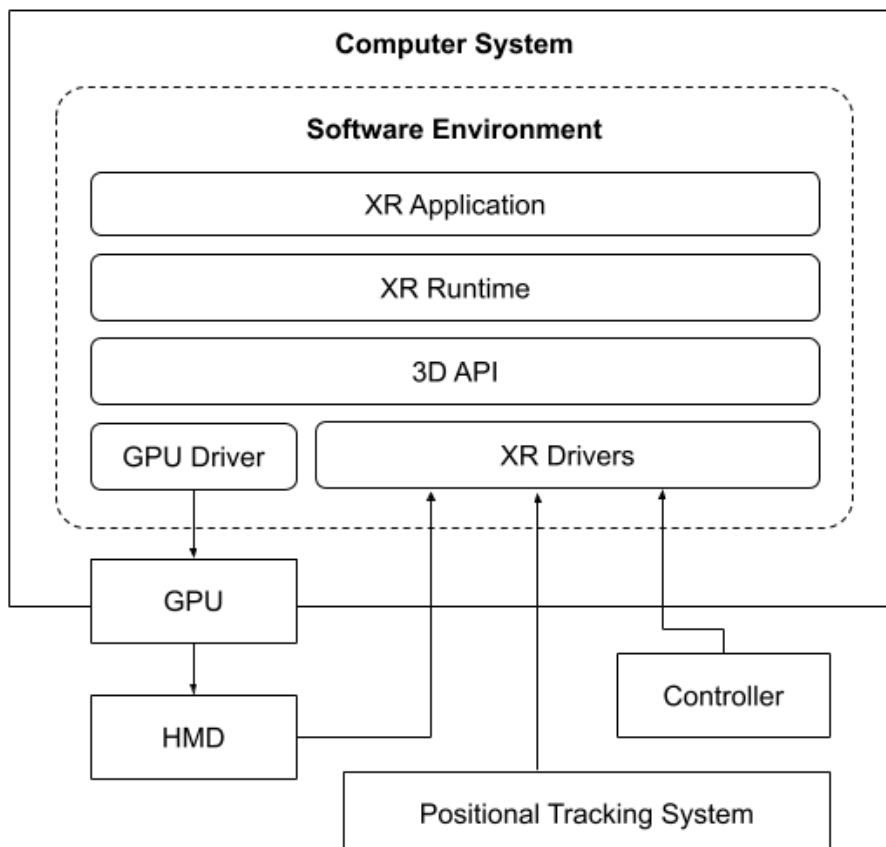 Computer System
Software Environment
XR Application
XR Runtime
3D API
GPU Driver
XR Drivers
GPU
Controller
HMD
Positional Tracking System